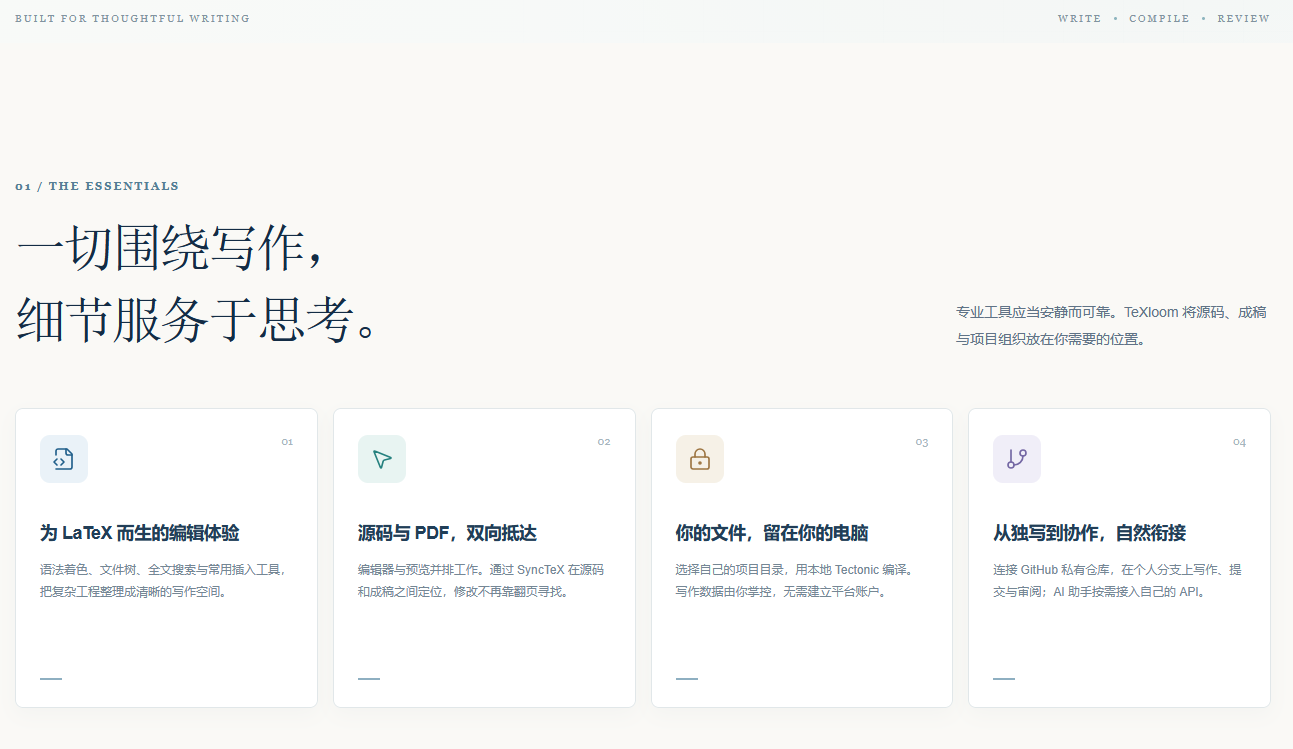 BUILT FOR THOUGHTFUL WRITING
WRITE • COMPILE • REVIEW
01 / THE ESSENTIALS
一切围绕写作，
细节服务于思考。
专业工具应当安静而可靠。TeXloom 将源码、成稿
与项目组织放在你需要的位置。
01
为 LaTeX 而生的编辑体验
语法着色、文件树、全文搜索与常用插入工具，
把复杂工程整理成清晰的写作空间。
02
源码与 PDF，双向抵达
编辑器与预览并排工作。通过 SyncTeX 在源码
和成稿之间定位，修改不再靠翻页寻找。
03
你的文件，留在你的电脑
选择自己的项目目录，用本地 Tectonic 编译。
写作数据由你掌控，无需建立平台账户。
04
从独写到协作，自然衔接
连接 GitHub 私有仓库，在个人分支上写作、提
交与审阅；AI 助手按需接入自己的 API。